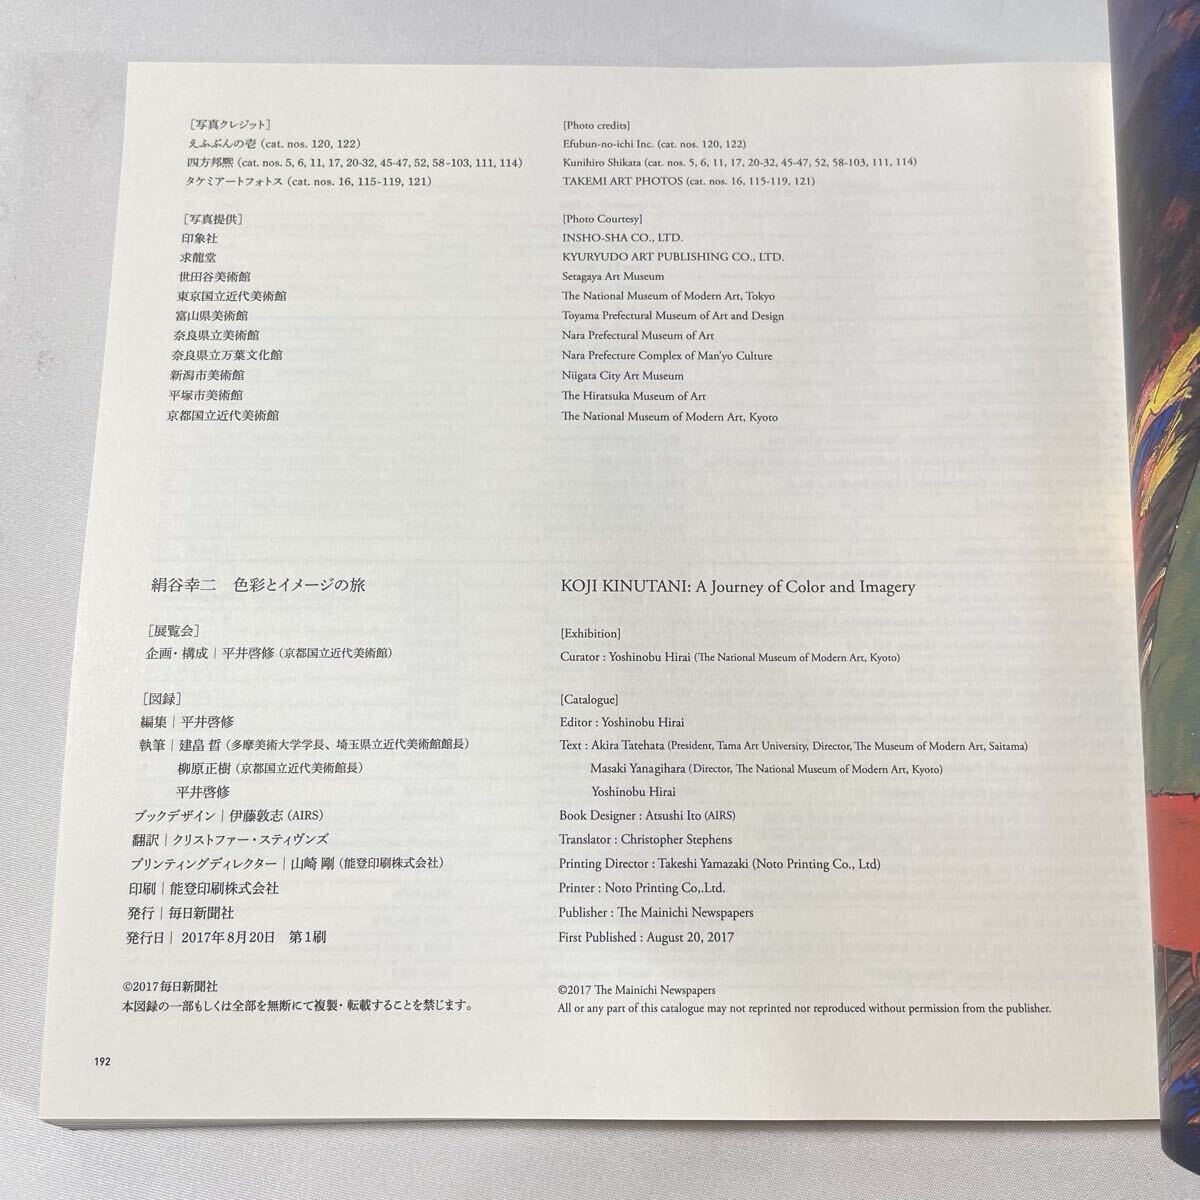 [写真クレジット]
えふぶんの壱 (cat. nos. 120, 122)
四方邦熈 (cat. nos. 5, 6, 11, 17, 20-32, 45-47, 52, 58-103, 111, 114)
タケミアートフォトス (cat. nos. 16, 115-119, 121)
[写真提供]
印象社
求龍堂
世田谷美術館
東京国立近代美術館
富山県美術館
奈良県立美術館
奈良県立万葉文化館
新潟市美術館
平塚市美術館
京都国立近代美術館
[Photo credits]
Efubun-no-ichi Inc. (cat. nos. 120, 122)
Kunihiro Shikata (cat. nos. 5, 6, 11, 17, 20-32, 45-47, 52, 58-103, 111, 114)
TAKEMI ART PHOTOS (cat. nos. 16, 115-119, 121)
[Photo Courtesy]
INSHO-SHA CO., LTD.
KYURYUDO ART PUBLISHING CO., LTD.
Setagaya Art Museum
The National Museum of Modern Art, Tokyo
Toyama Prefectural Museum of Art and Design
Nara Prefectural Museum of Art
Nara Prefecture Complex of Man'yo Culture
Niigata City Art Museum
The Hiratsuka Museum of Art
The National Museum of Modern Art, Kyoto
絹谷幸二　色彩とイメージの旅
[展覧会]
企画・構成｜平井啓修（京都国立近代美術館）
[図録]
編集｜平井啓修
執筆｜建畠 晢（多摩美術大学学長、埼玉県立近代美術館館長）
柳原正樹（京都国立近代美術館長）
平井啓修
ブックデザイン｜伊藤敦志（AIRS）
翻訳｜クリストファー・スティヴンズ
プリンティングディレクター｜山崎 剛（能登印刷株式会社）
印刷｜能登印刷株式会社
発行｜毎日新聞社
発行日｜2017年8月20日　第1刷
©2017 毎日新聞社
本図録の一部もしくは全部を無断にて複製・転載することを禁じます。
KOJI KINUTANI: A Journey of Color and Imagery
[Exhibition]
Curator : Yoshinobu Hirai (The National Museum of Modern Art, Kyoto)
[Catalogue]
Editor : Yoshinobu Hirai
Text : Akira Tatehata (President, Tama Art University, Director, The Museum of Modern Art, Saitama)
Masaki Yanagihara (Director, The National Museum of Modern Art, Kyoto)
Yoshinobu Hirai
Book Designer : Atsushi Ito (AIRS)
Translator : Christopher Stephens
Printing Director : Takeshi Yamazaki (Noto Printing Co., Ltd)
Printer : Noto Printing Co,.Ltd.
Publisher : The Mainichi Newspapers
First Published : August 20, 2017
©2017 The Mainichi Newspapers
All or any part of this catalogue may not reprinted nor reproduced without permission from the publisher.
192